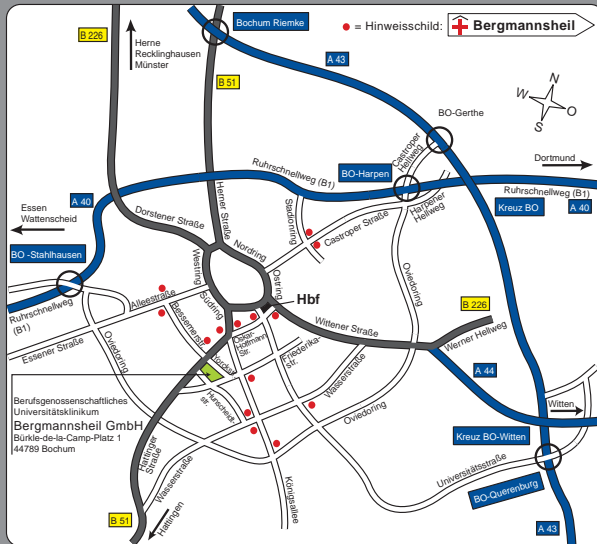 B 226
Bochum Riemke
= Hinweisschild: Bergmannsheil
Herne
Recklinghausen
Münster
B 51
A 43
N
W
O
S
BO-Gerthe
Castroper
Hellweg
Dortmund
Ruhrschnellweg (B1)
BO-Harpen
Ruhrschnellweg (B1)
A 40
Kreuz BO
A 40
Essen
Wattenscheid
Herner Straße
Stadionring
Castroper Straße
Harpener
Hellweg
Dorstener Straße
BO -Stahlhausen
Nordring
Westring
Ostring
Oviedoring
Südring
Hbf
B 226
Alleestraße
Bessemerstr.
Wittener Straße
Werner Hellweg
Ruhrschnellweg
(B1)
Essener Straße
Oviedoring
Oskar-
Hoffmann
Str.
Friederika-
str.
Wasserstraße
A 44
Hunscheidt-
str.
Berufsgenossenschaftliches
Universitätsklinikum
Bergmannsheil GmbH
Bürkle-de-la-Camp-Platz 1
44789 Bochum
Witten
Oviedoring
Kreuz BO-Witten
Hattinger
Straße
Wasserstraße
Universitätsstraße
Königsallee
BO-Querenburg
B 51
Hattingen
A 43